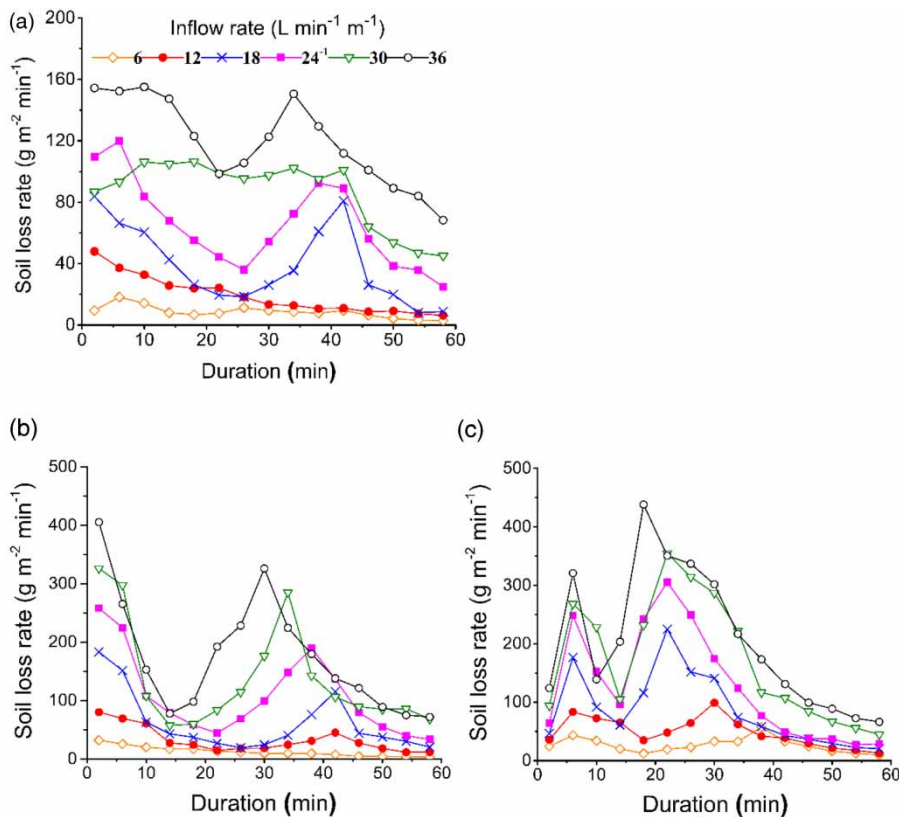 (a)
Inflow rate (L min⁻¹ m⁻¹)
6 12 18 24⁻¹ 30 36
200
160
120
80
40
0
Soil loss rate (g m⁻² min⁻¹)
0 10 20 30 40 50 60
Duration (min)
(b)
500
400
300
200
100
0
Soil loss rate (g m⁻² min⁻¹)
0 10 20 30 40 50 60
Duration (min)
(c)
500
400
300
200
100
0
Soil loss rate (g m⁻² min⁻¹)
0 10 20 30 40 50 60
Duration (min)